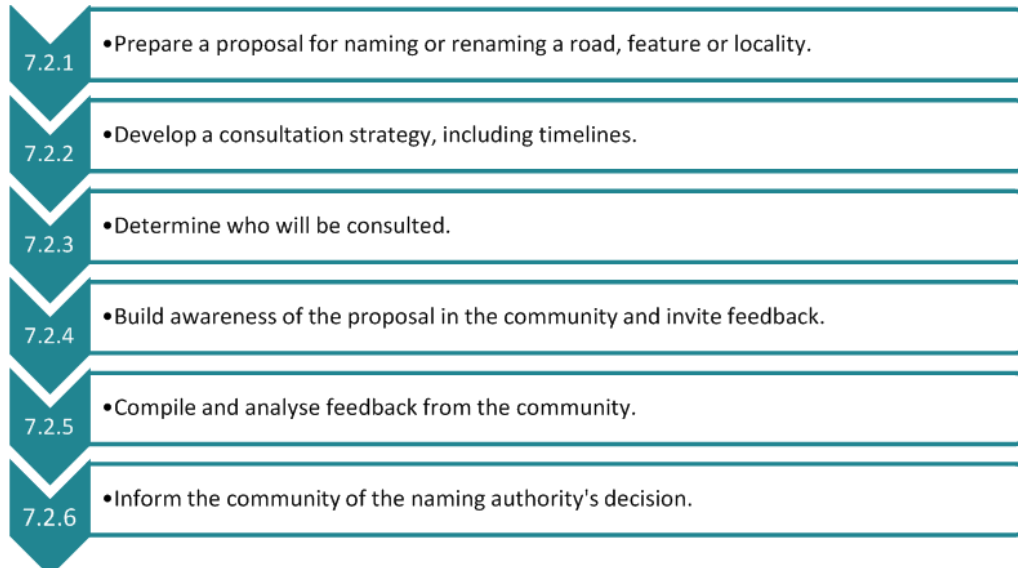 7.2.1
•Prepare a proposal for naming or renaming a road, feature or locality.
7.2.2
•Develop a consultation strategy, including timelines.
7.2.3
•Determine who will be consulted.
7.2.4
•Build awareness of the proposal in the community and invite feedback.
7.2.5
•Compile and analyse feedback from the community.
7.2.6
•Inform the community of the naming authority's decision.